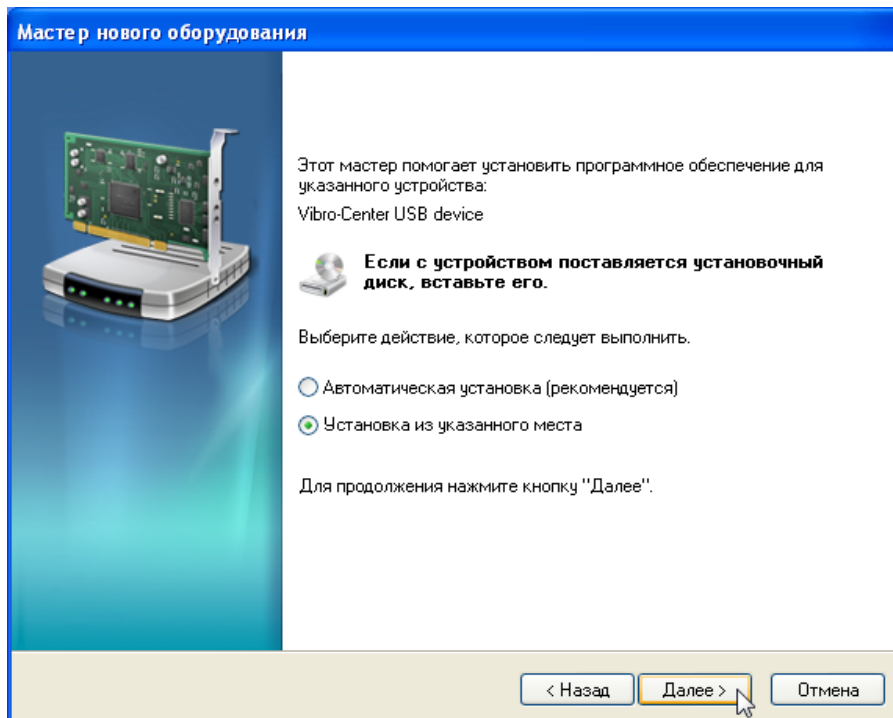 Мастер нового оборудования
Этот мастер помогает установить программное обеспечение для
указанного устройства:
Vibro-Center USB device
Если с устройством поставляется установочный
диск, вставьте его.
Выберите действие, которое следует выполнить.
Автоматическая установка (рекомендуется)
Установка из указанного места
Для продолжения нажмите кнопку "Далее".
< Назад
Далее >
Отмена